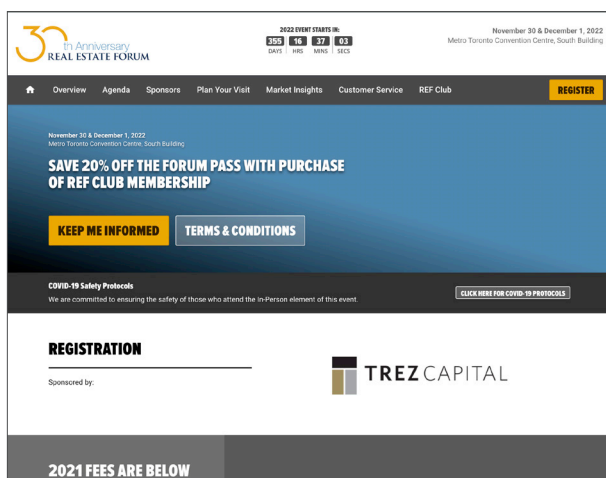 30
th Anniversary
REAL ESTATE FORUM
2022 EVENT STARTS IN:
355 16 37 03
DAYS HRS MINS SECS
November 30 & December 1, 2022
Metro Toronto Convention Centre, South Building
Overview Agenda Sponsors Plan Your Visit Market Insights Customer Service REF Club REGISTER
November 30 & December 1, 2022
Metro Toronto Convention Centre, South Building
SAVE 20% OFF THE FORUM PASS WITH PURCHASE
OF REF CLUB MEMBERSHIP
KEEP ME INFORMED TERMS & CONDITIONS
COVID-19 Safety Protocols
We are committed to ensuring the safety of those who attend the In-Person element of this event.
CLICK HERE FOR COVID-19 PROTOCOLS
REGISTRATION
Sponsored by:
TREZ CAPITAL
2021 FEES ARE BELOW